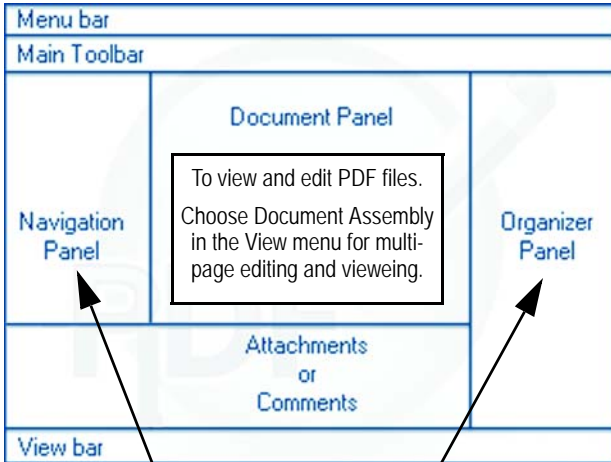 Menu bar
Main Toolbar
Document Panel
To view and edit PDF files.
Choose Document Assembly
in the View menu for multi-
page editing and vieweing.
Navigation
Panel
Organizer
Panel
Attachments
or
Comments
View bar
PDF